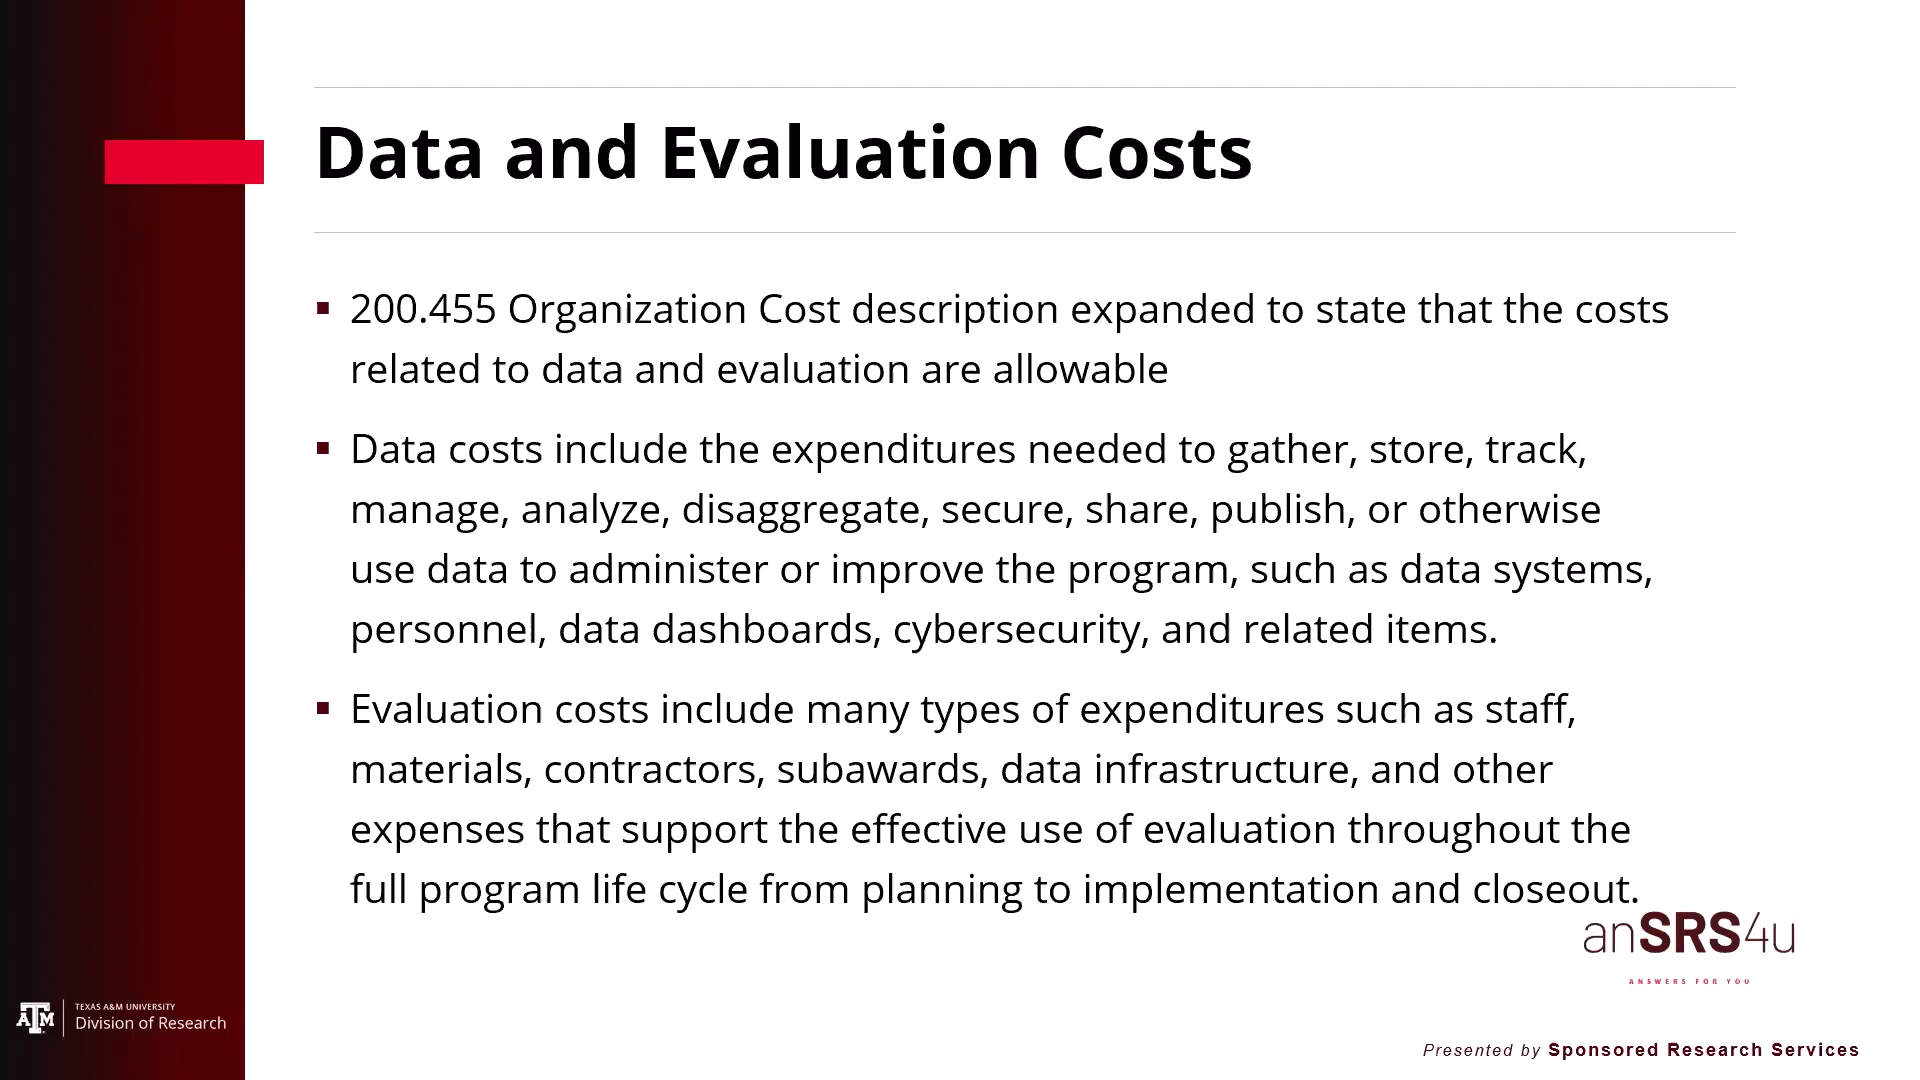 Data and Evaluation Costs
▪ 200.455 Organization Cost description expanded to state that the costs
related to data and evaluation are allowable
▪ Data costs include the expenditures needed to gather, store, track,
manage, analyze, disaggregate, secure, share, publish, or otherwise
use data to administer or improve the program, such as data systems,
personnel, data dashboards, cybersecurity, and related items.
▪ Evaluation costs include many types of expenditures such as staff,
materials, contractors, subawards, data infrastructure, and other
expenses that support the effective use of evaluation throughout the
full program life cycle from planning to implementation and closeout.
anSRS4u
ANSWERS FOR YOU
ATM
TEXAS A&M UNIVERSITY
Division of Research
Presented by Sponsored Research Services